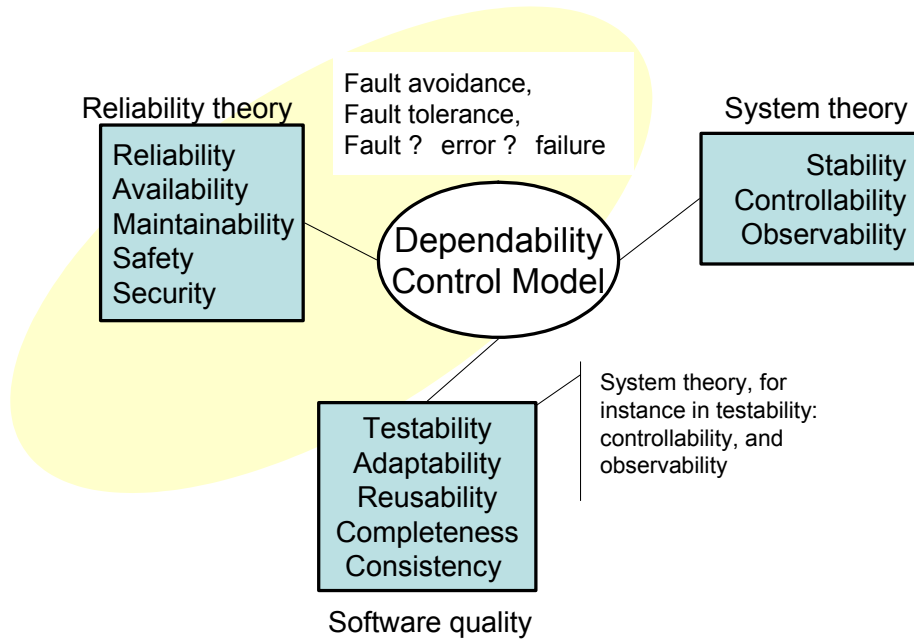 Fault avoidance,
Fault tolerance,
Fault ? error ? failure
Reliability theory
Reliability
Availability
Maintainability
Safety
Security
System theory
Stability
Controllability
Observability
Dependability
Control Model
System theory, for
instance in testability:
controllability, and
observability
Testability
Adaptability
Reusability
Completeness
Consistency
Software quality